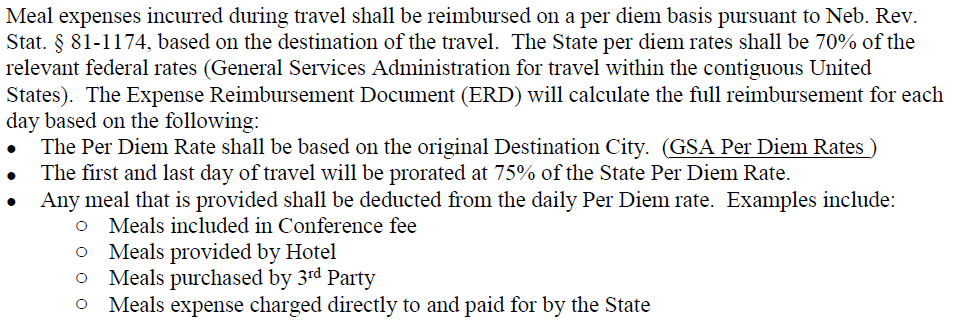 Meal expenses incurred during travel shall be reimbursed on a per diem basis pursuant to Neb. Rev.
Stat. § 81-1174, based on the destination of the travel.  The State per diem rates shall be 70% of the
relevant federal rates (General Services Administration for travel within the contiguous United
States).  The Expense Reimbursement Document (ERD) will calculate the full reimbursement for each
day based on the following:
• The Per Diem Rate shall be based on the original Destination City.  (GSA Per Diem Rates )
• The first and last day of travel will be prorated at 75% of the State Per Diem Rate.
• Any meal that is provided shall be deducted from the daily Per Diem rate.  Examples include:
o Meals included in Conference fee
o Meals provided by Hotel
o Meals purchased by 3rd Party
o Meals expense charged directly to and paid for by the State